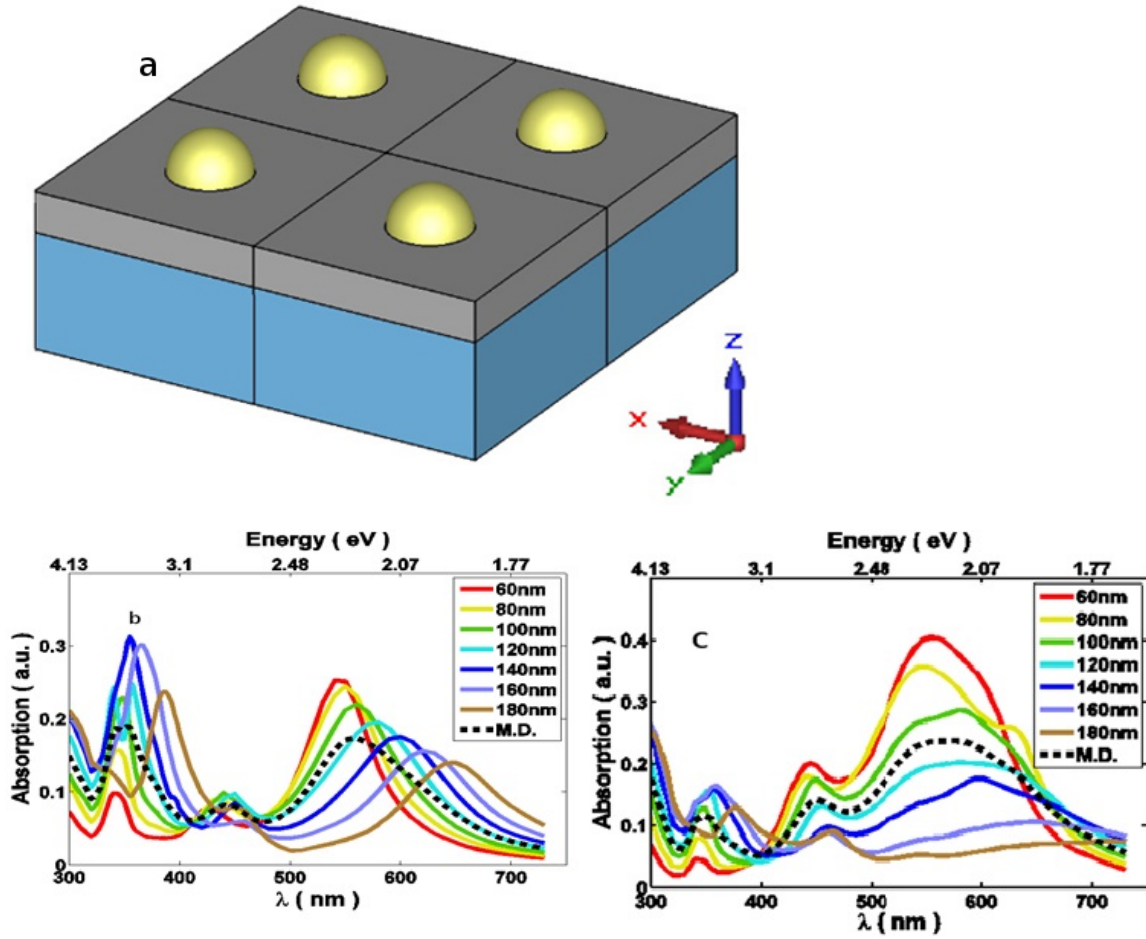 a
Z
X
Y
Energy ( eV )
4.13 3.1 2.48 2.07 1.77
b
60nm
80nm
100nm
120nm
140nm
160nm
180nm
M.D.
Absorption ( a.u. )
0.3
0.2
0.1
0
300 400 500 600 700
λ ( nm )
Energy ( eV )
4.13 3.1 2.48 2.07 1.77
C
60nm
80nm
100nm
120nm
140nm
160nm
180nm
M.D.
Absorption ( a.u. )
0.4
0.3
0.2
0.1
0
300 400 500 600 700
λ ( nm )